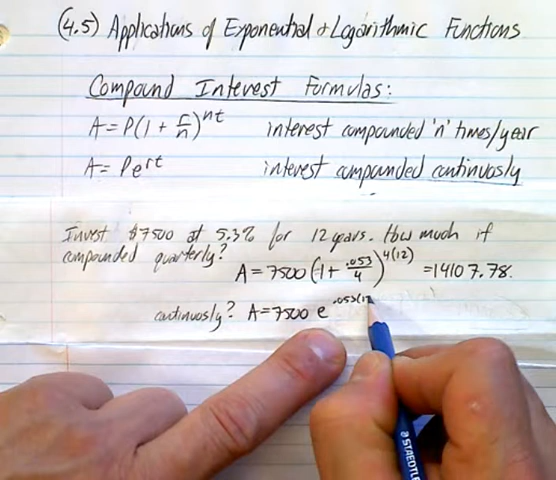 (4.5) Applications of Exponential + Logarithmic Functions
Compound Interest Formulas:
A = P(1 + r/n)^nt interest compounded 'n' times/year
A = Pe^rt interest compounded continuously
Invest $7500 at 5.3% for 12 years. How much if
compounded quarterly?
A = 7500 (1 + .053/4)^4(12) = 14107.78.
continuously? A = 7500 e^.053(12
STAEDTLER